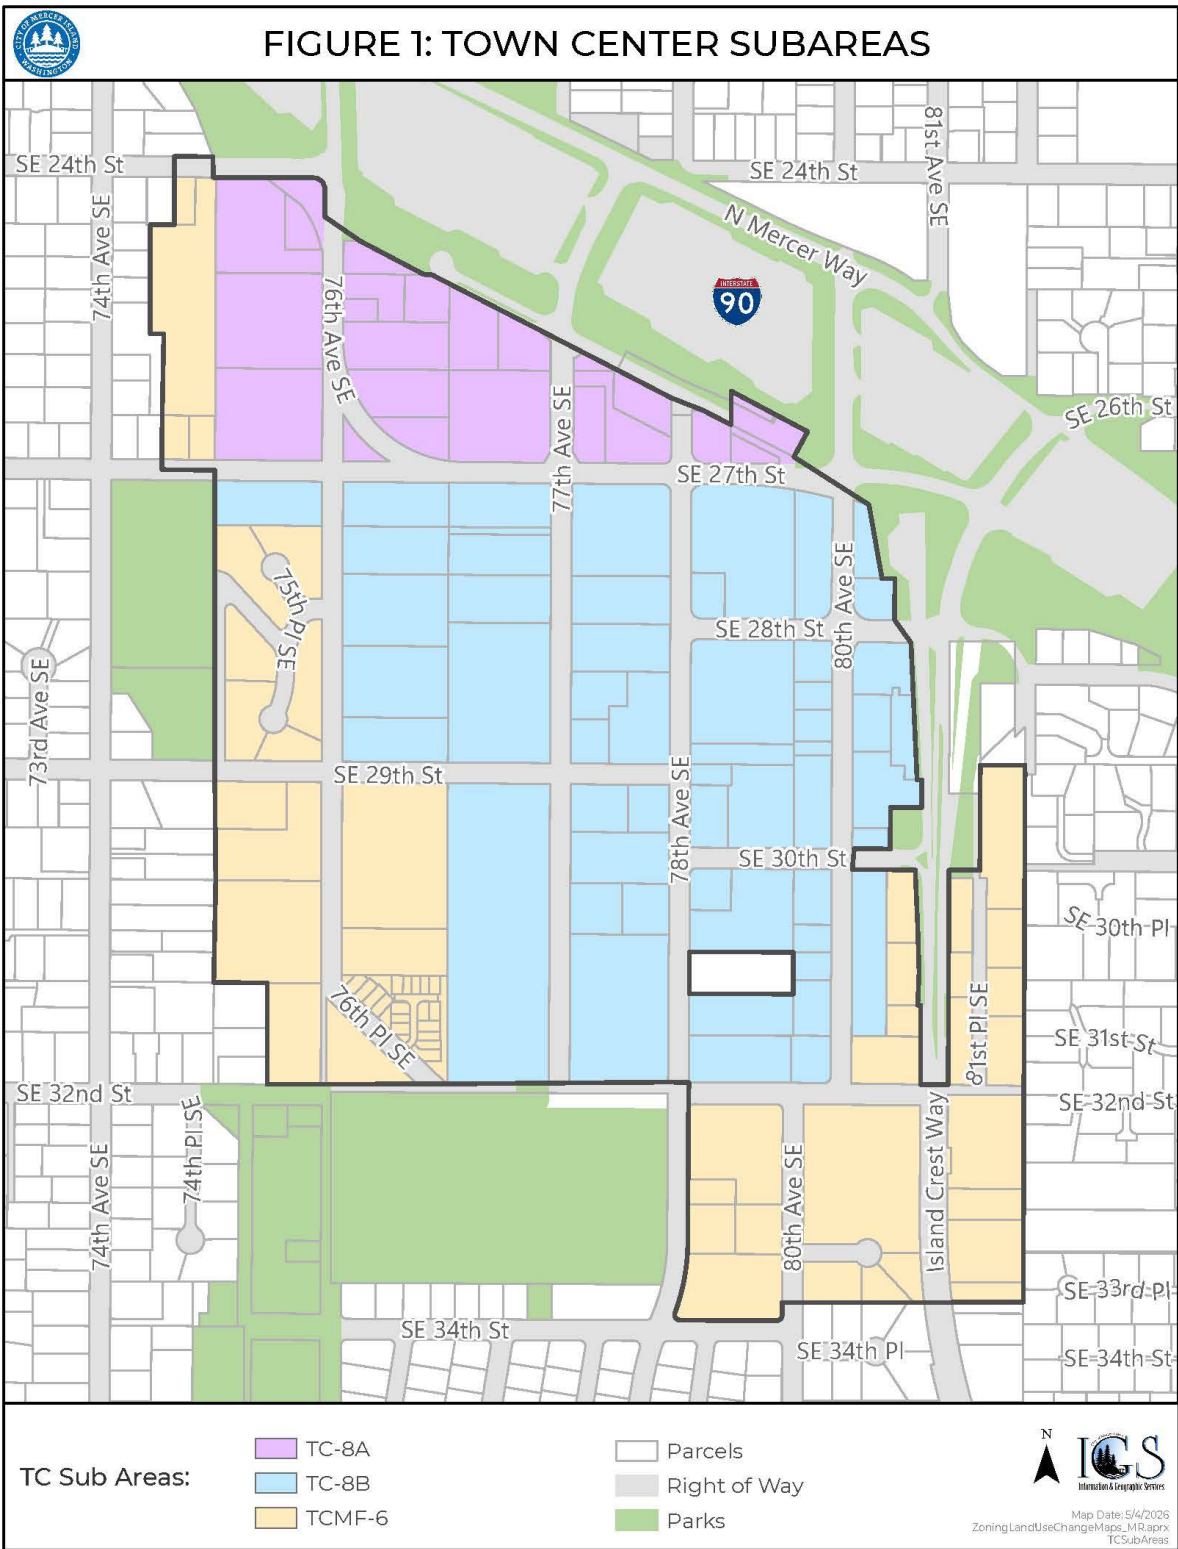 CITY OF MERCER ISLAND
WASHINGTON
FIGURE 1: TOWN CENTER SUBAREAS
81st Ave SE
SE 24th St
SE 24th St
74th Ave SE
N Mercer Way
INTERSTATE
90
76th Ave SE
77th Ave SE
SE 26th St
SE 27th St
75th Pl SE
80th Ave SE
SE 28th St
73rd Ave SE
SE 29th St
78th Ave SE
SE 30th St
SE 30th Pl
76th Pl SE
81st Pl SE
SE 31st St
SE 32nd St
SE 32nd St
74th Pl SE
74th Ave SE
80th Ave SE
Island Crest Way
SE 33rd Pl
SE 34th St
SE 34th Pl
SE 34th St
TC Sub Areas:
TC-8A
TC-8B
TCMF-6
Parcels
Right of Way
Parks
N
IGS
Information & Geographic Services
Map Date: 5/4/2026
ZoningLandUseChangeMaps_MR.aprx
TCSubAreas